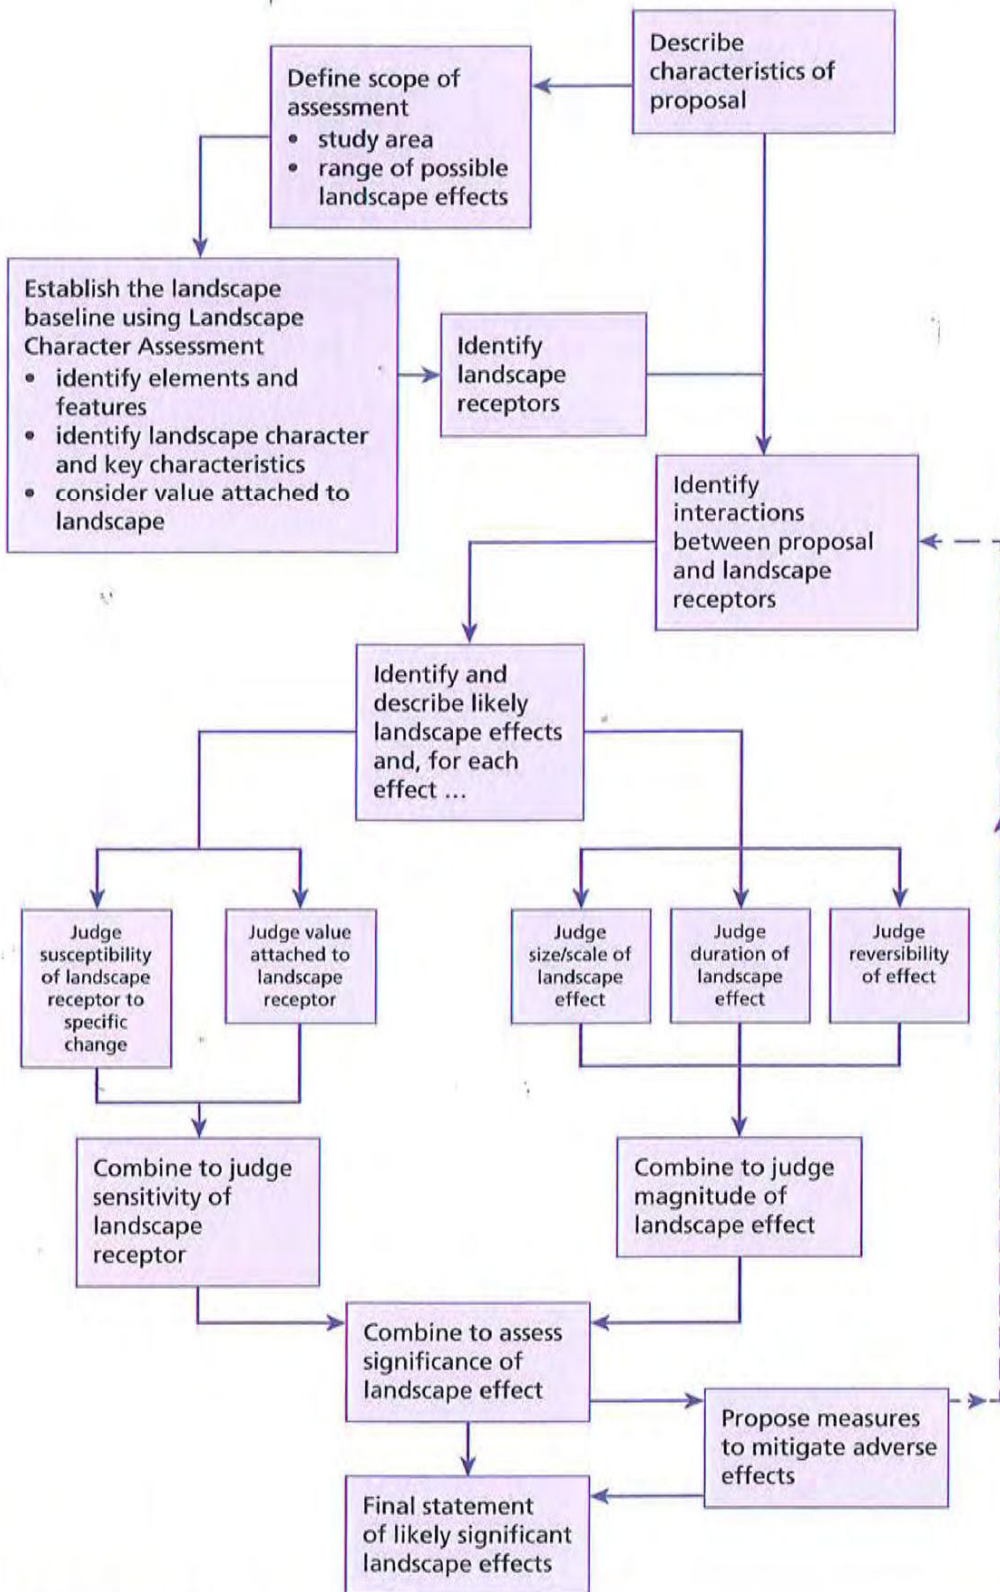 Describe
characteristics of
proposal
Define scope of
assessment
• study area
• range of possible
landscape effects
Establish the landscape
baseline using Landscape
Character Assessment
• identify elements and
features
• identify landscape character
and key characteristics
• consider value attached to
landscape
Identify
landscape
receptors
Identify
interactions
between proposal
and landscape
receptors
Identify and
describe likely
landscape effects
and, for each
effect ...
Judge
susceptibility
of landscape
receptor to
specific
change
Judge value
attached to
landscape
receptor
Judge
size/scale of
landscape
effect
Judge
duration of
landscape
effect
Judge
reversibility
of effect
Combine to judge
sensitivity of
landscape
receptor
Combine to judge
magnitude of
landscape effect
Combine to assess
significance of
landscape effect
Propose measures
to mitigate adverse
effects
Final statement
of likely significant
landscape effects